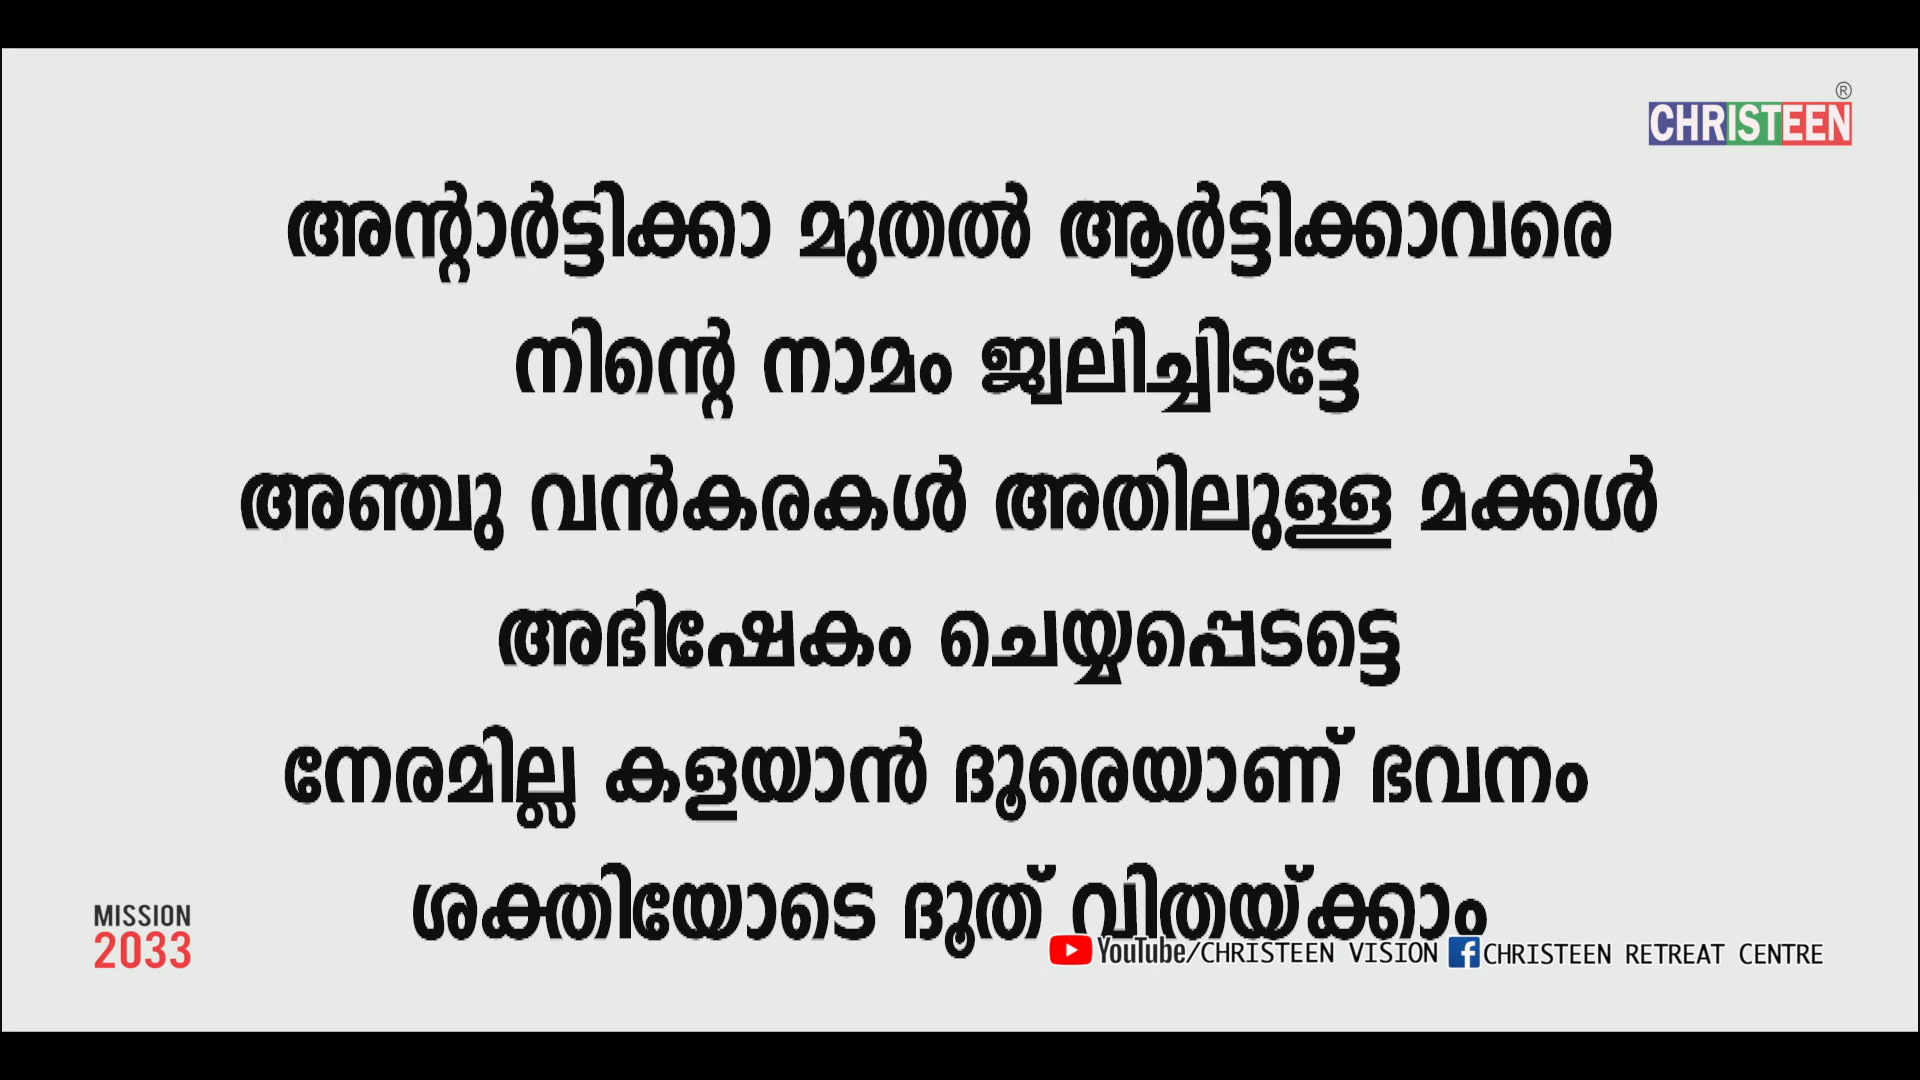 CHRISTEEN®
അന്റാർട്ടിക്കാ മുതൽ ആർട്ടിക്കാവരെ
നിന്റെ നാമം ജ്വലിച്ചിടട്ടേ
അഞ്ചു വൻകരകൾ അതിലുള്ള മക്കൾ
അഭിഷേകം ചെയ്യപ്പെടട്ടെ
നേരമില്ല കളയാൻ ദൂരെയാണ് ഭവനം
ശക്തിയോടെ ദൂത് വിതയ്ക്കാം
MISSION
2033
YouTube/CHRISTEEN VISION f CHRISTEEN RETREAT CENTRE